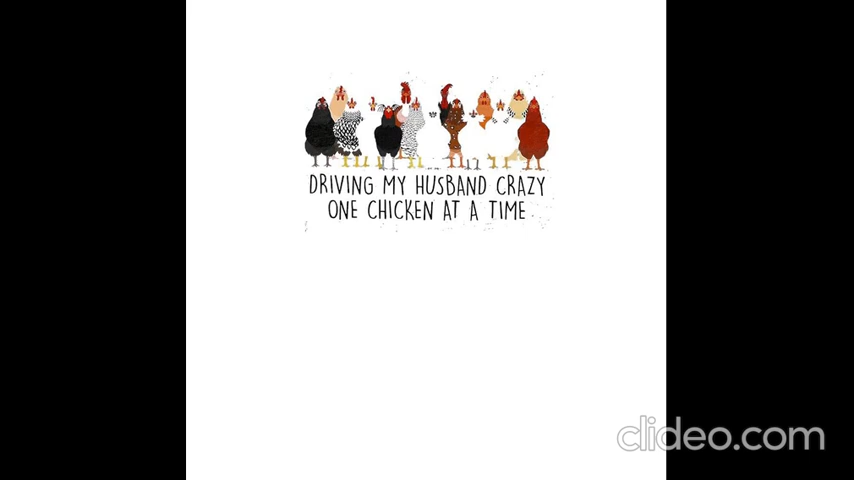 DRIVING MY HUSBAND CRAZY
ONE CHICKEN AT A TIME
clideo.com